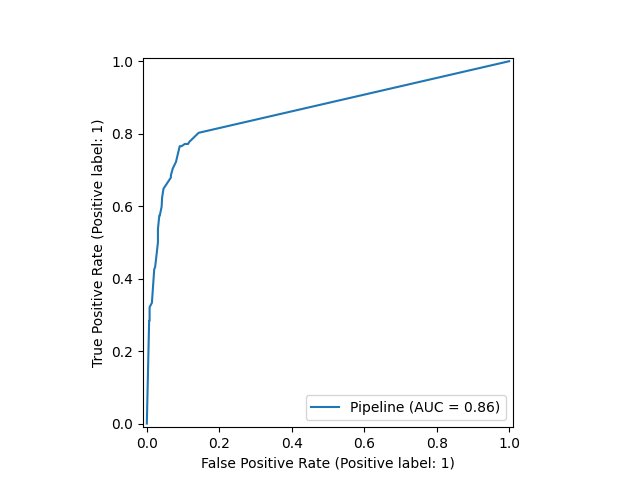 1.0
0.8
0.6
0.4
0.2
0.0
True Positive Rate (Positive label: 1)
Pipeline (AUC = 0.86)
0.0 0.2 0.4 0.6 0.8 1.0
False Positive Rate (Positive label: 1)